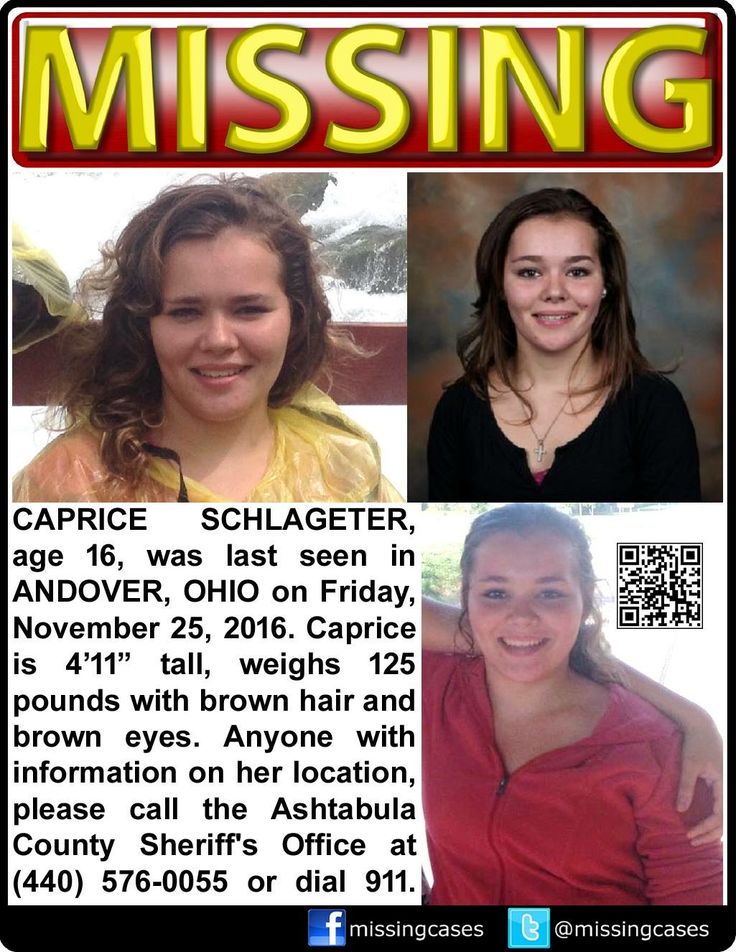 MISSING
CAPRICE SCHLAGETER,
age 16, was last seen in
ANDOVER, OHIO on Friday,
November 25, 2016. Caprice
is 4’11” tall, weighs 125
pounds with brown hair and
brown eyes. Anyone with
information on her location,
please call the Ashtabula
County Sheriff's Office at
(440) 576-0055 or dial 911.
f missingcases t @missingcases